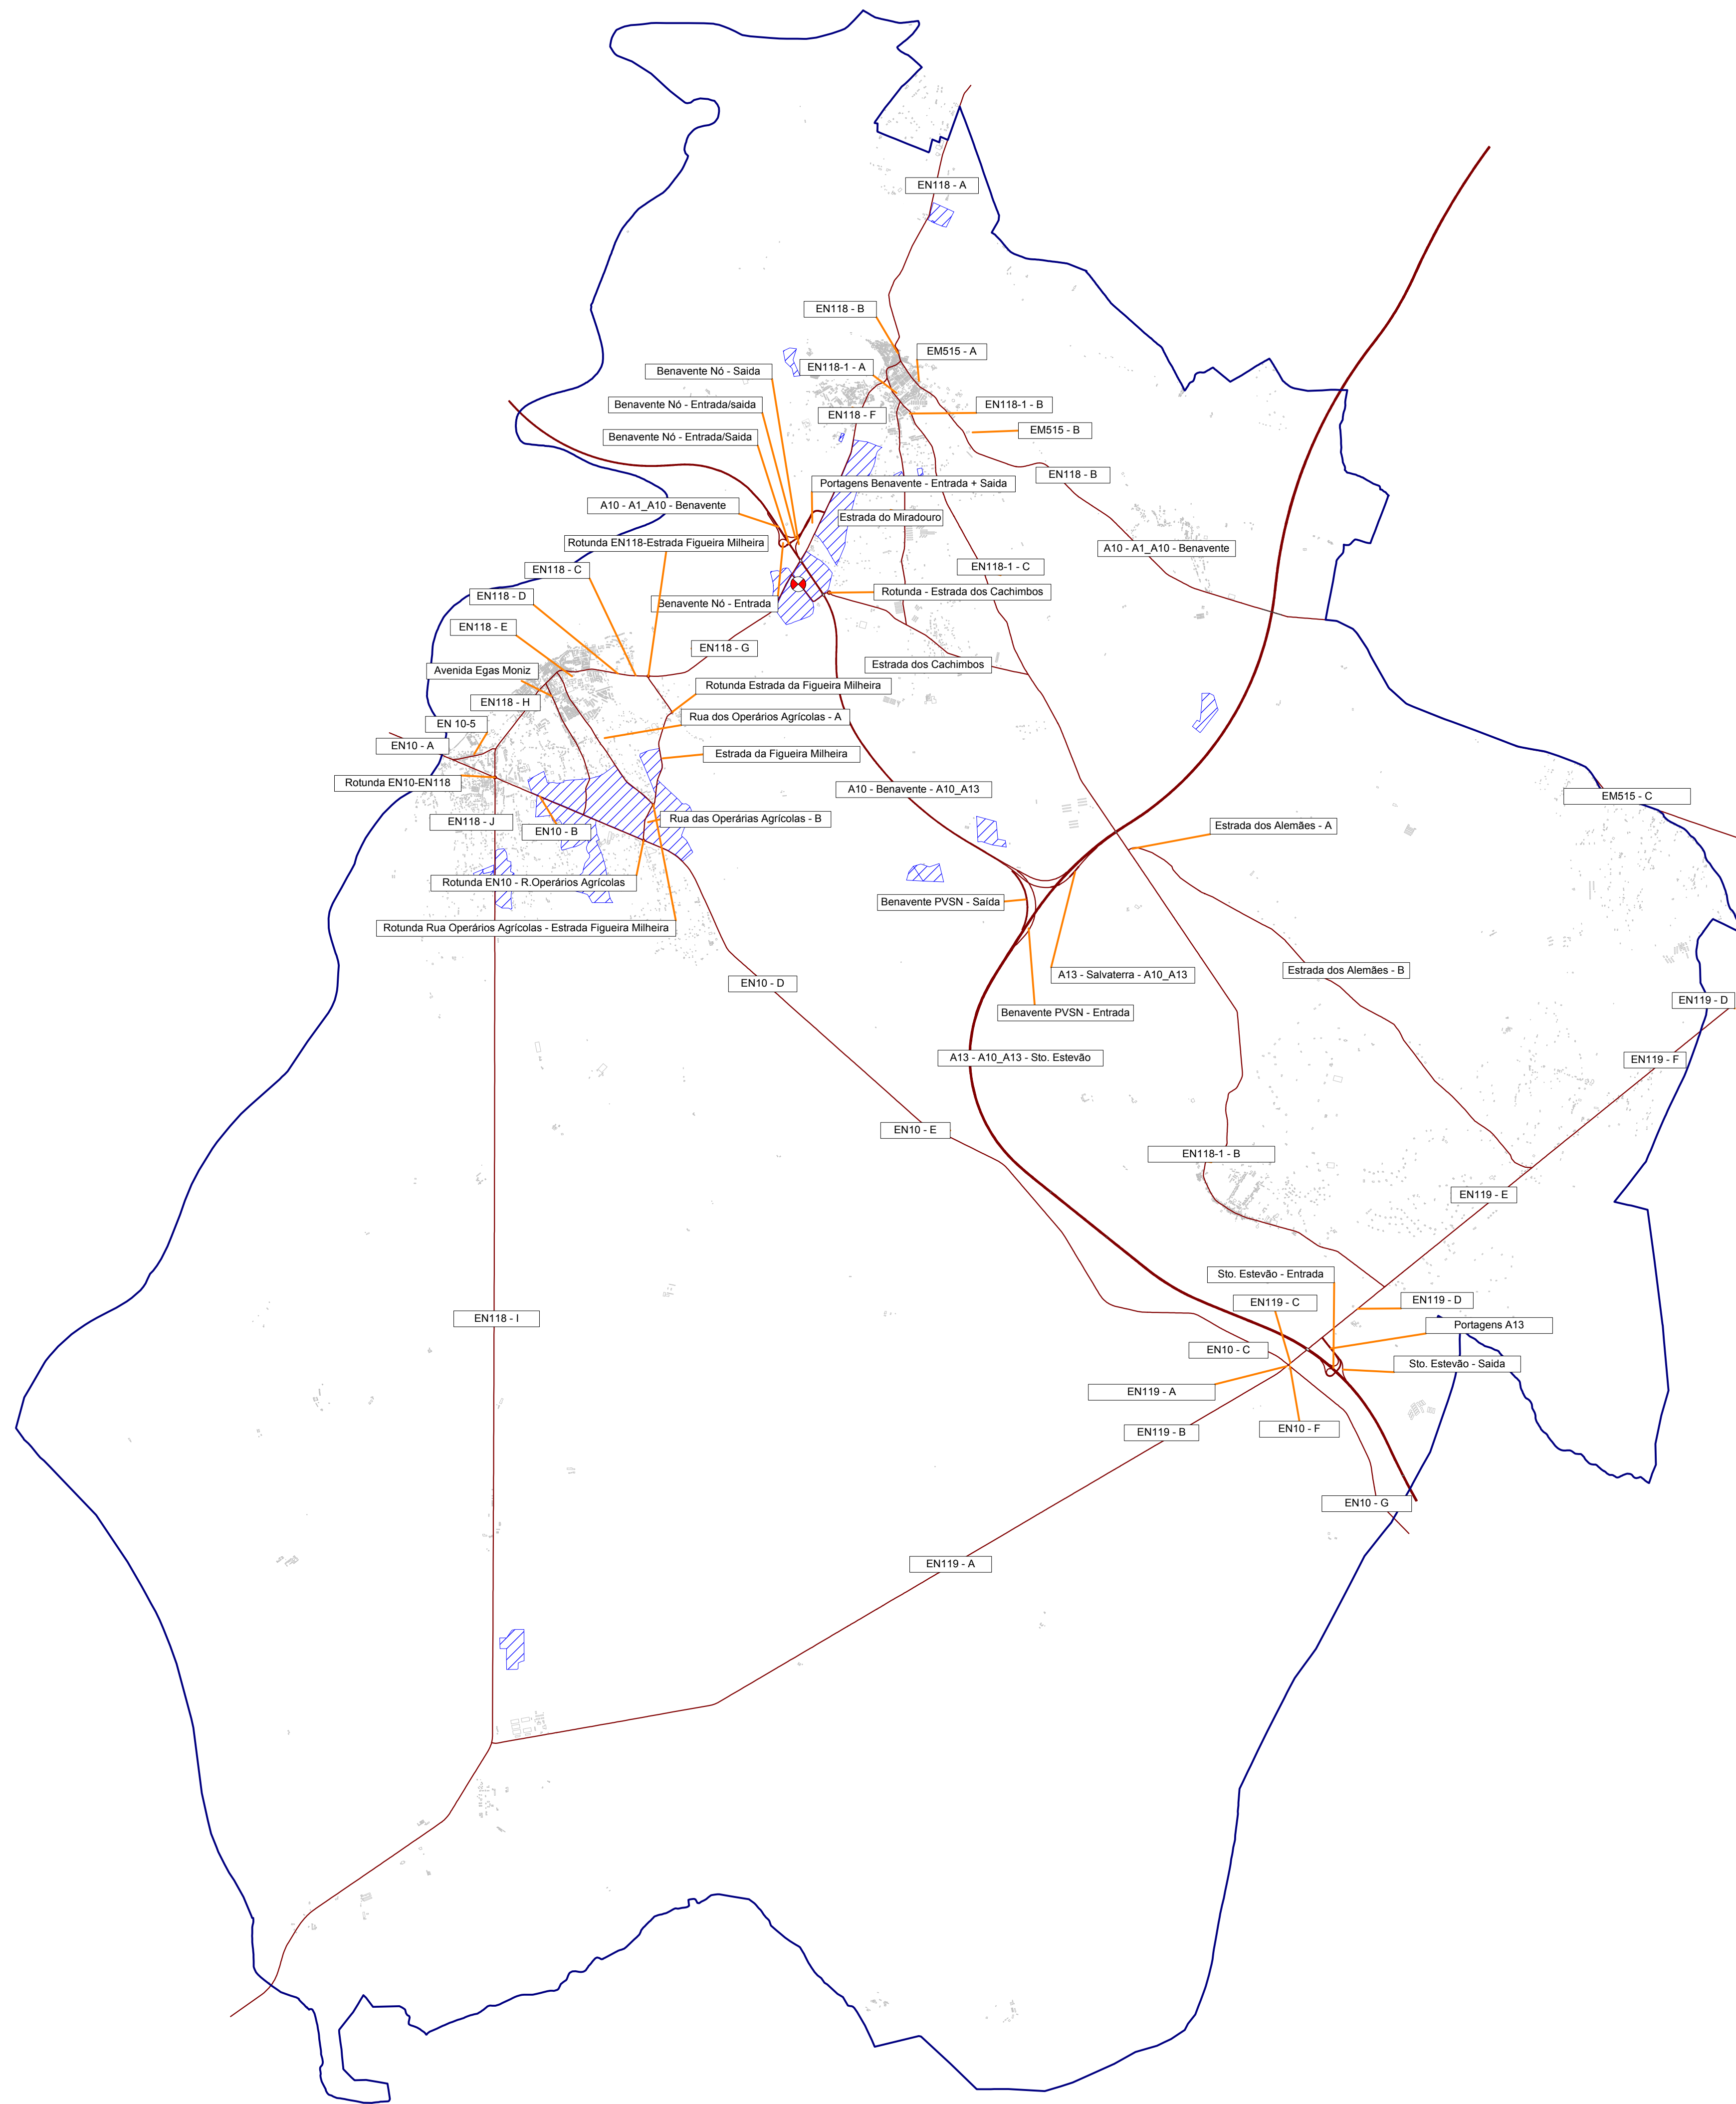 EN118 - A
EN118 - B
EM515 - A
EN118-1 - A
Benavente Nó - Saida
Benavente Nó - Entrada/saida
EN118-1 - B
EN118 - F
EM515 - B
Benavente Nó - Entrada/Saida
EN118 - B
Portagens Benavente - Entrada + Saida
A10 - A1_A10 - Benavente
Estrada do Miradouro
Rotunda EN118-Estrada Figueira Milheira
A10 - A1_A10 - Benavente
EN118 - C
EN118-1 - C
Rotunda - Estrada dos Cachimbos
EN118 - D
Benavente Nó - Entrada
EN118 - E
EN118 - G
Estrada dos Cachimbos
Avenida Egas Moniz
Rotunda Estrada da Figueira Milheira
EN118 - H
Rua dos Operários Agrícolas - A
EN 10-5
EN10 - A
Estrada da Figueira Milheira
Rotunda EN10-EN118
A10 - Benavente - A10_A13
EM515 - C
EN118 - J
Rua das Operárias Agrícolas - B
EN10 - B
Estrada dos Alemães - A
Rotunda EN10 - R.Operários Agrícolas
Benavente PVSN - Saída
Rotunda Rua Operários Agrícolas - Estrada Figueira Milheira
Estrada dos Alemães - B
A13 - Salvaterra - A10_A13
EN10 - D
EN119 - D
Benavente PVSN - Entrada
A13 - A10_A13 - Sto. Estevão
EN119 - F
EN10 - E
EN118-1 - B
EN119 - E
Sto. Estevão - Entrada
EN119 - C
EN119 - D
EN118 - I
Portagens A13
EN10 - C
Sto. Estevão - Saida
EN119 - A
EN10 - F
EN119 - B
EN10 - G
EN119 - A